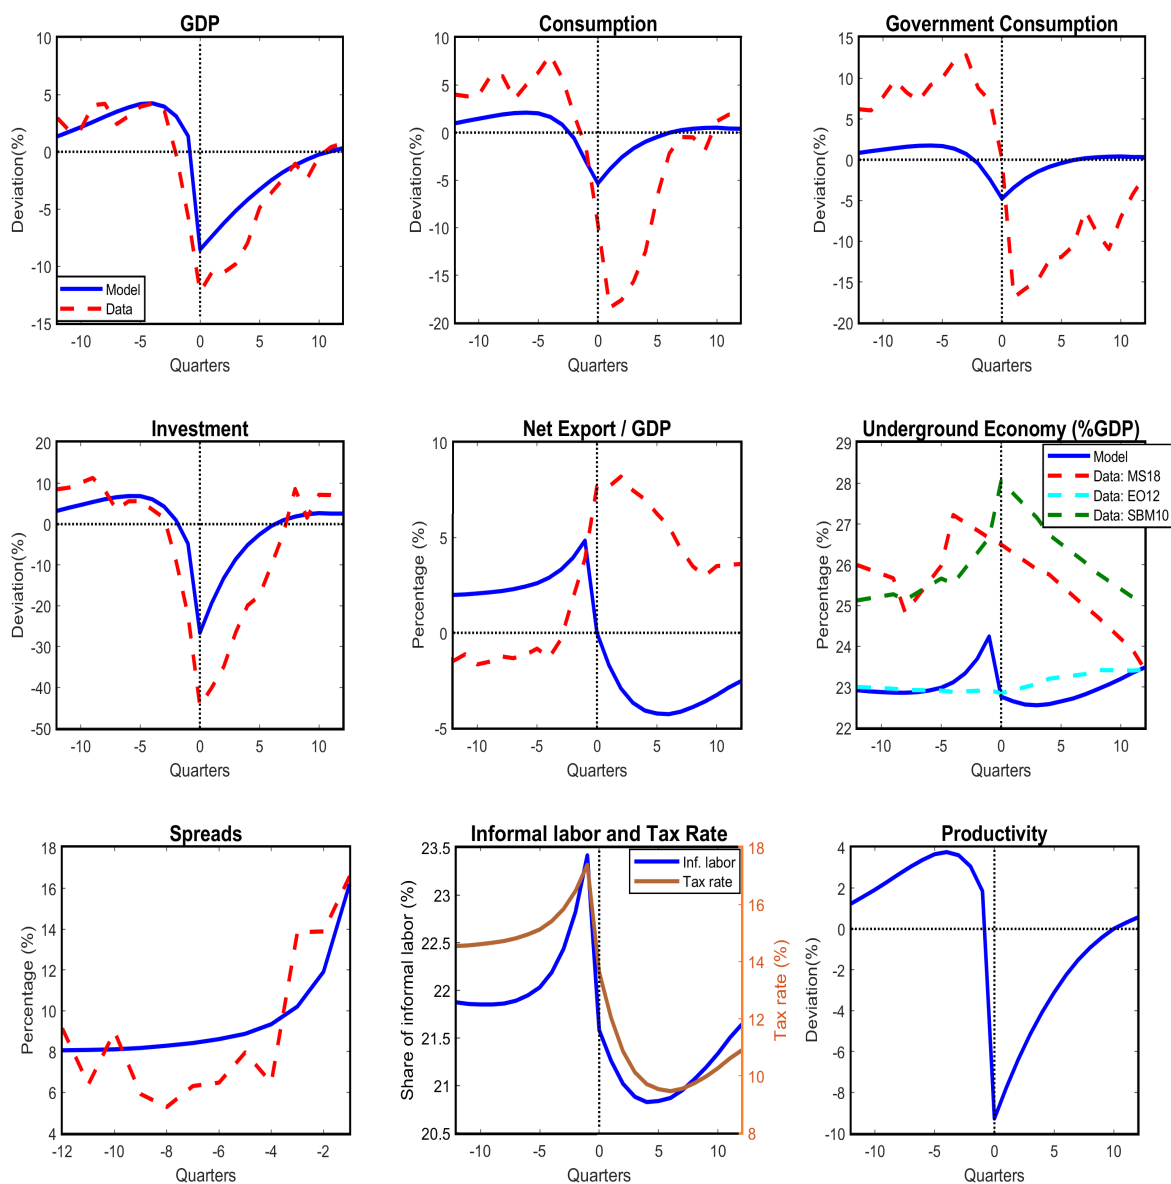 GDP
Deviation(%)
10
5
0
-5
-10
-15
-10 -5 0 5 10
Quarters
Model
Data
Consumption
Deviation(%)
10
5
0
-5
-10
-15
-20
-10 -5 0 5 10
Quarters
Government Consumption
Deviation(%)
15
10
5
0
-5
-10
-15
-20
-10 -5 0 5 10
Quarters
Investment
Deviation(%)
20
10
0
-10
-20
-30
-40
-50
-10 -5 0 5 10
Quarters
Net Export / GDP
Percentage (%)
10
5
0
-5
-10 -5 0 5 10
Quarters
Underground Economy (%GDP)
Percentage (%)
29
28
27
26
25
24
23
22
-10 -5 0 5 10
Quarters
Model
Data: MS18
Data: EO12
Data: SBM10
Spreads
Percentage (%)
18
16
14
12
10
8
6
4
-12 -10 -8 -6 -4 -2
Quarters
Informal labor and Tax Rate
Share of informal labor (%)
23.5
23
22.5
22
21.5
21
20.5
-10 -5 0 5 10
Quarters
Inf. labor
Tax rate
18
16
14
12
10
8
Tax rate (%)
Productivity
Deviation(%)
4
2
0
-2
-4
-6
-8
-10
-10 -5 0 5 10
Quarters